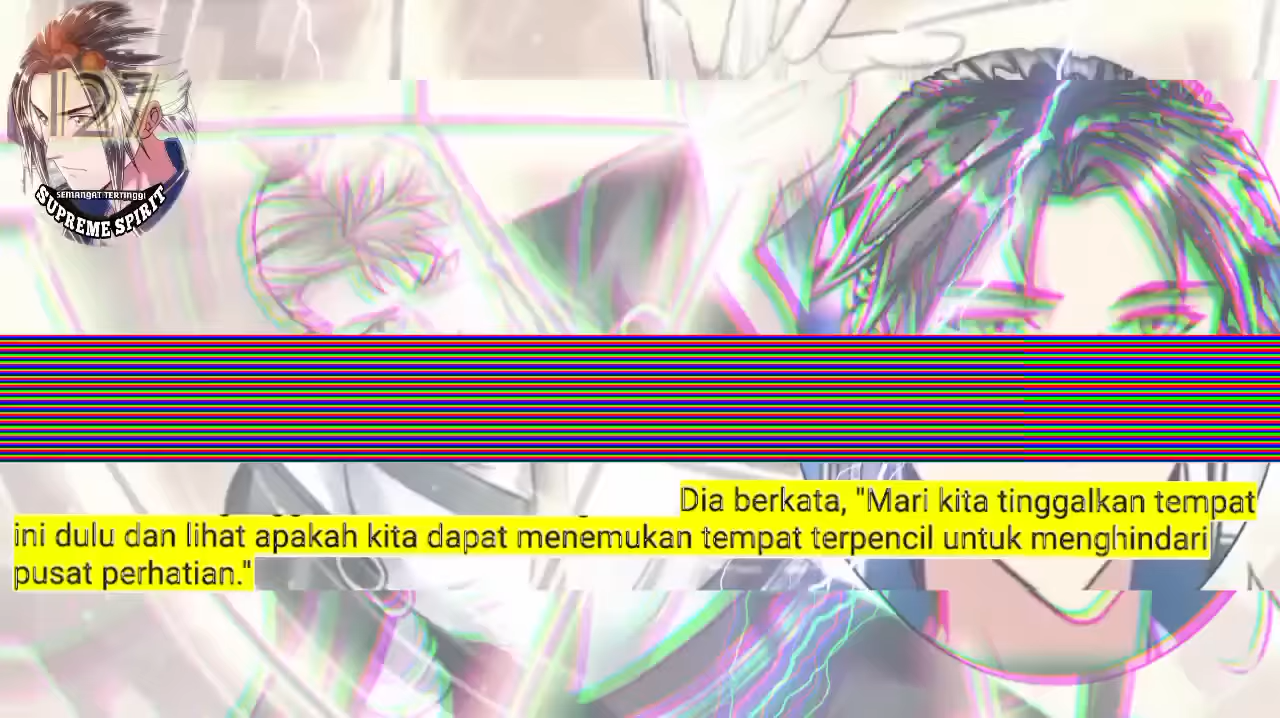 127
SEMANGAT TERTINGGI
SUPREME SPIRIT
Dia berkata, "Mari kita tinggalkan tempat
ini dulu dan lihat apakah kita dapat menemukan tempat terpencil untuk menghindari
pusat perhatian."